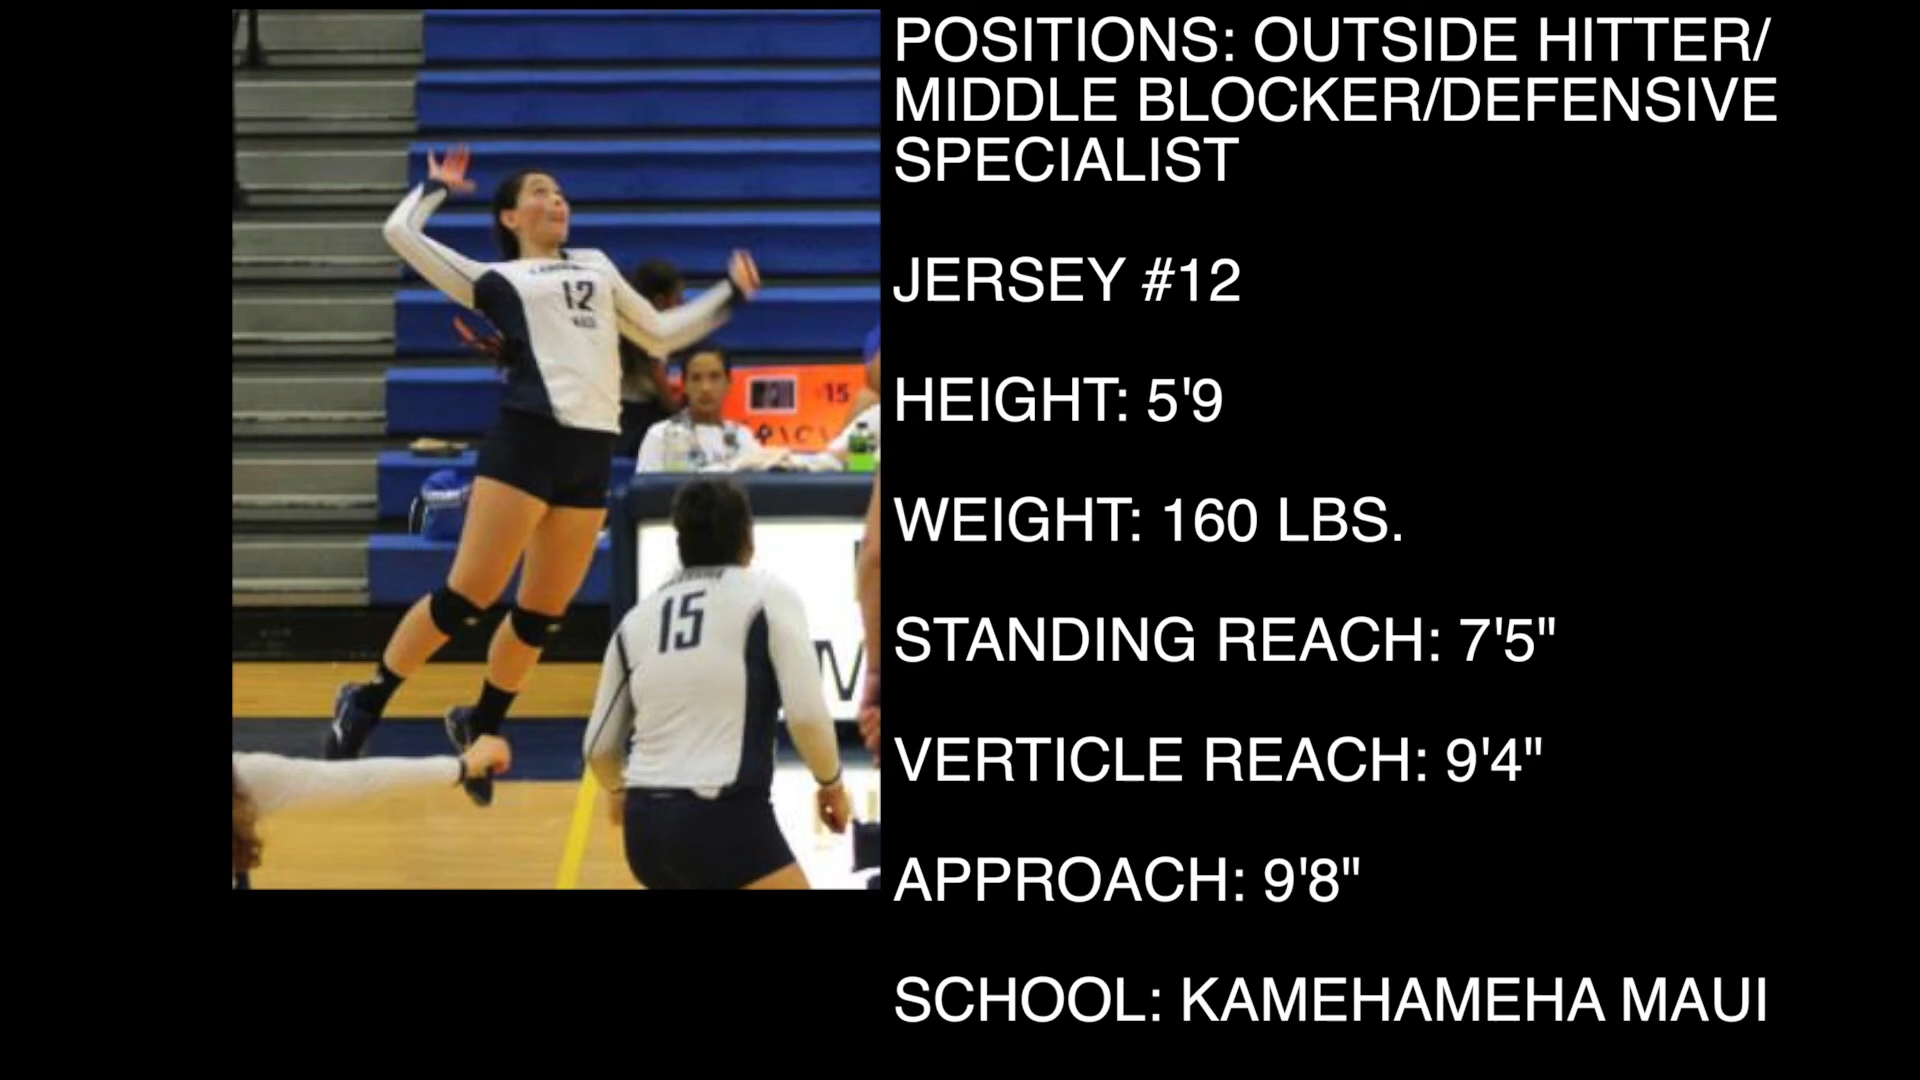 POSITIONS: OUTSIDE HITTER/
MIDDLE BLOCKER/DEFENSIVE
SPECIALIST
JERSEY #12
HEIGHT: 5'9
WEIGHT: 160 LBS.
STANDING REACH: 7'5"
VERTICLE REACH: 9'4"
APPROACH: 9'8"
SCHOOL: KAMEHAMEHA MAUI
12
15
15
M